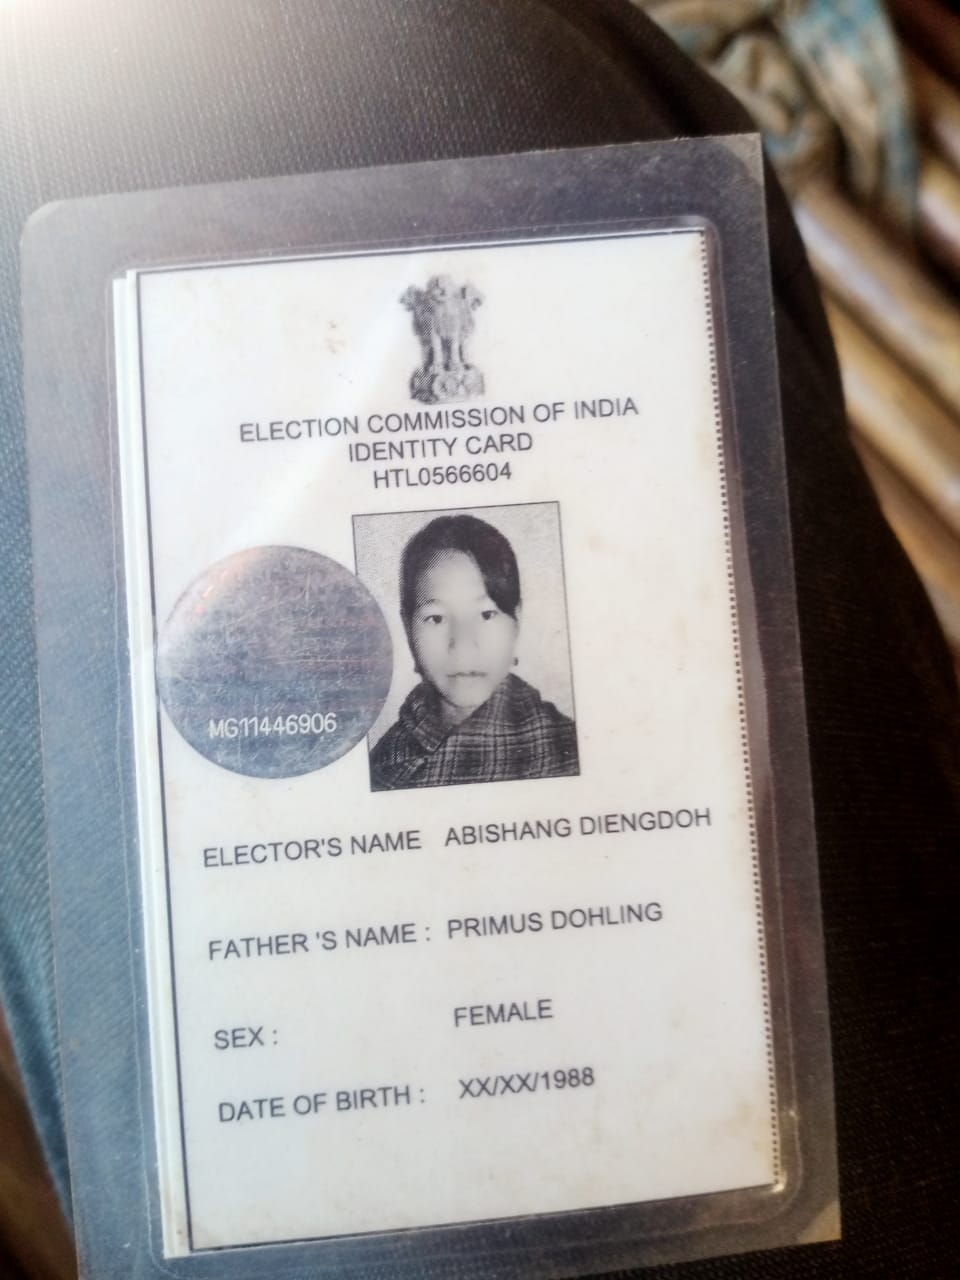 ELECTION COMMISSION OF INDIA
IDENTITY CARD
HTL0566604
MG11446906
ELECTOR'S NAME ABISHANG DIENGDOH
FATHER 'S NAME : PRIMUS DOHLING
SEX : FEMALE
DATE OF BIRTH : XX/XX/1988